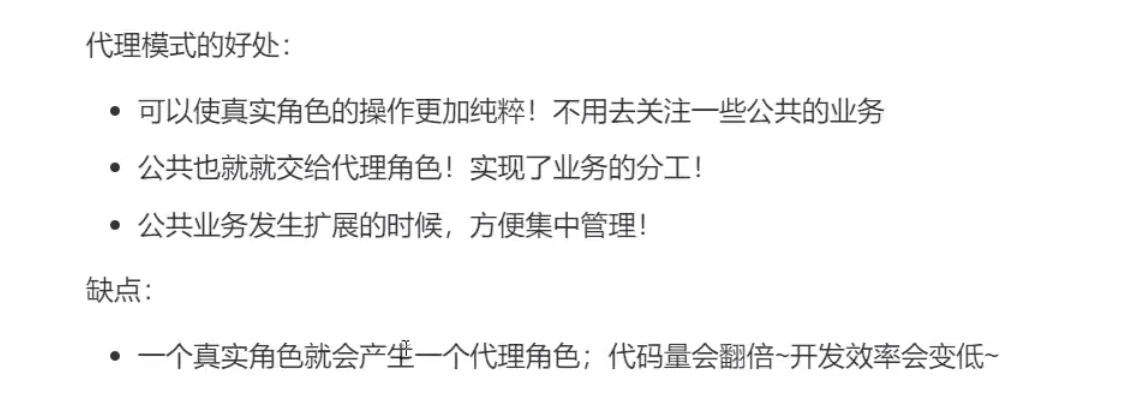 代理模式的好处：
• 可以使真实角色的操作更加纯粹！不用去关注一些公共的业务
• 公共也就就交给代理角色！实现了业务的分工！
• 公共业务发生扩展的时候，方便集中管理！
缺点：
• 一个真实角色就会产生一个代理角色；代码量会翻倍~开发效率会变低~